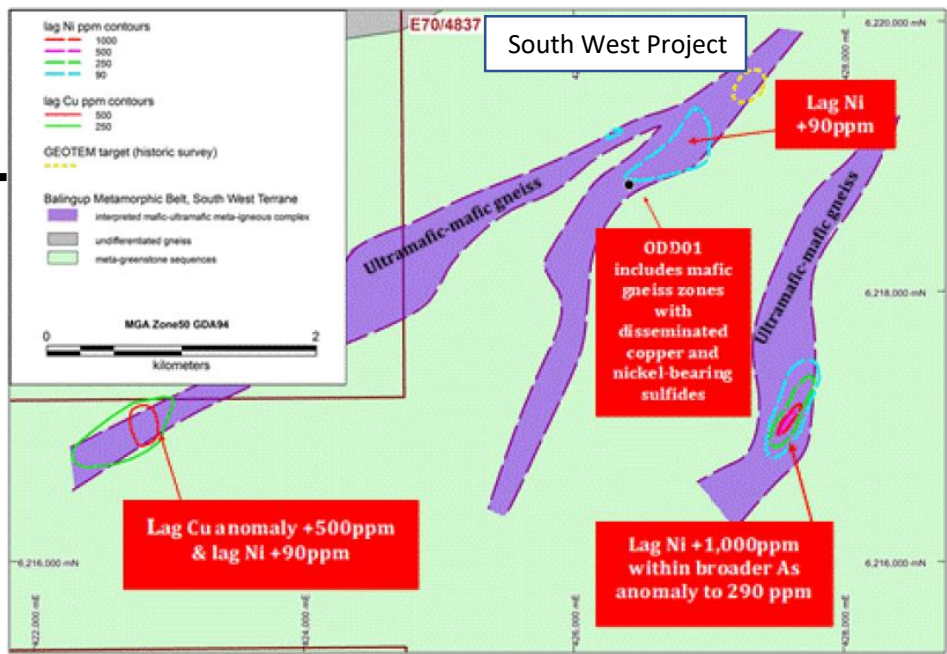 lag Ni ppm contours
1000
500
250
90
lag Cu ppm contours
500
250
GEOTEM target (historic survey)
Balingup Metamorphic Belt, South West Terrane
interpreted mafic-ultramafic meta-igneous complex
undifferentiated gneiss
meta-greenstone sequences
MGA Zone50 GDA94
0
2
kilometers
E70/4837
South West Project
6,220,000 mN
428,000 mE
Lag Ni
+90ppm
Ultramafic-mafic gneiss
Ultramafic-mafic gneiss
ODD01
includes mafic
gneiss zones
with
disseminated
copper and
nickel-bearing
sulfides
6,218,000 mN
Lag Cu anomaly +500ppm
& lag Ni +90ppm
Lag Ni +1,000ppm
within broader As
anomaly to 290 ppm
6,216,000 mN
6,216,000 mN
422,000 mE
424,000 mE
426,000 mE
428,000 mE